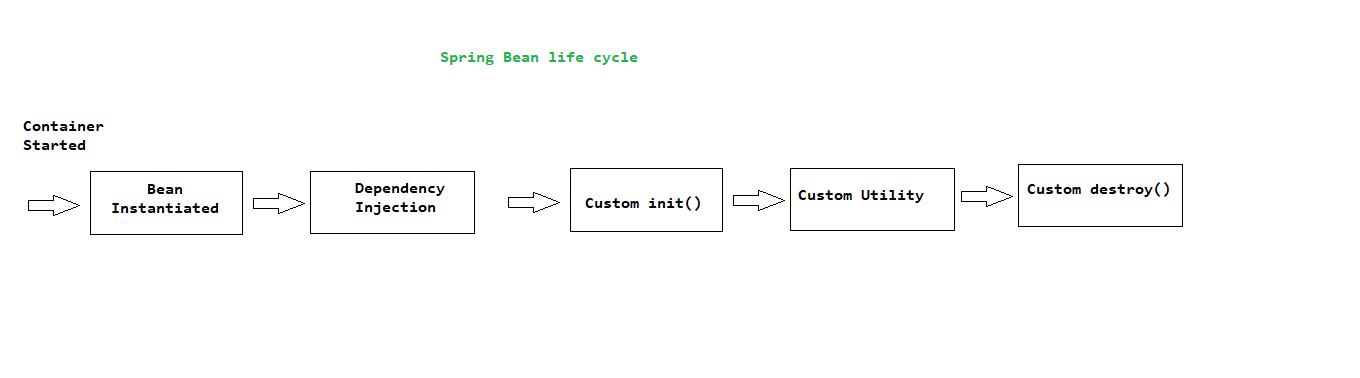 Spring Bean life cycle
Container
Started
Bean
Instantiated
Dependency
Injection
Custom init()
Custom Utility
Custom destroy()